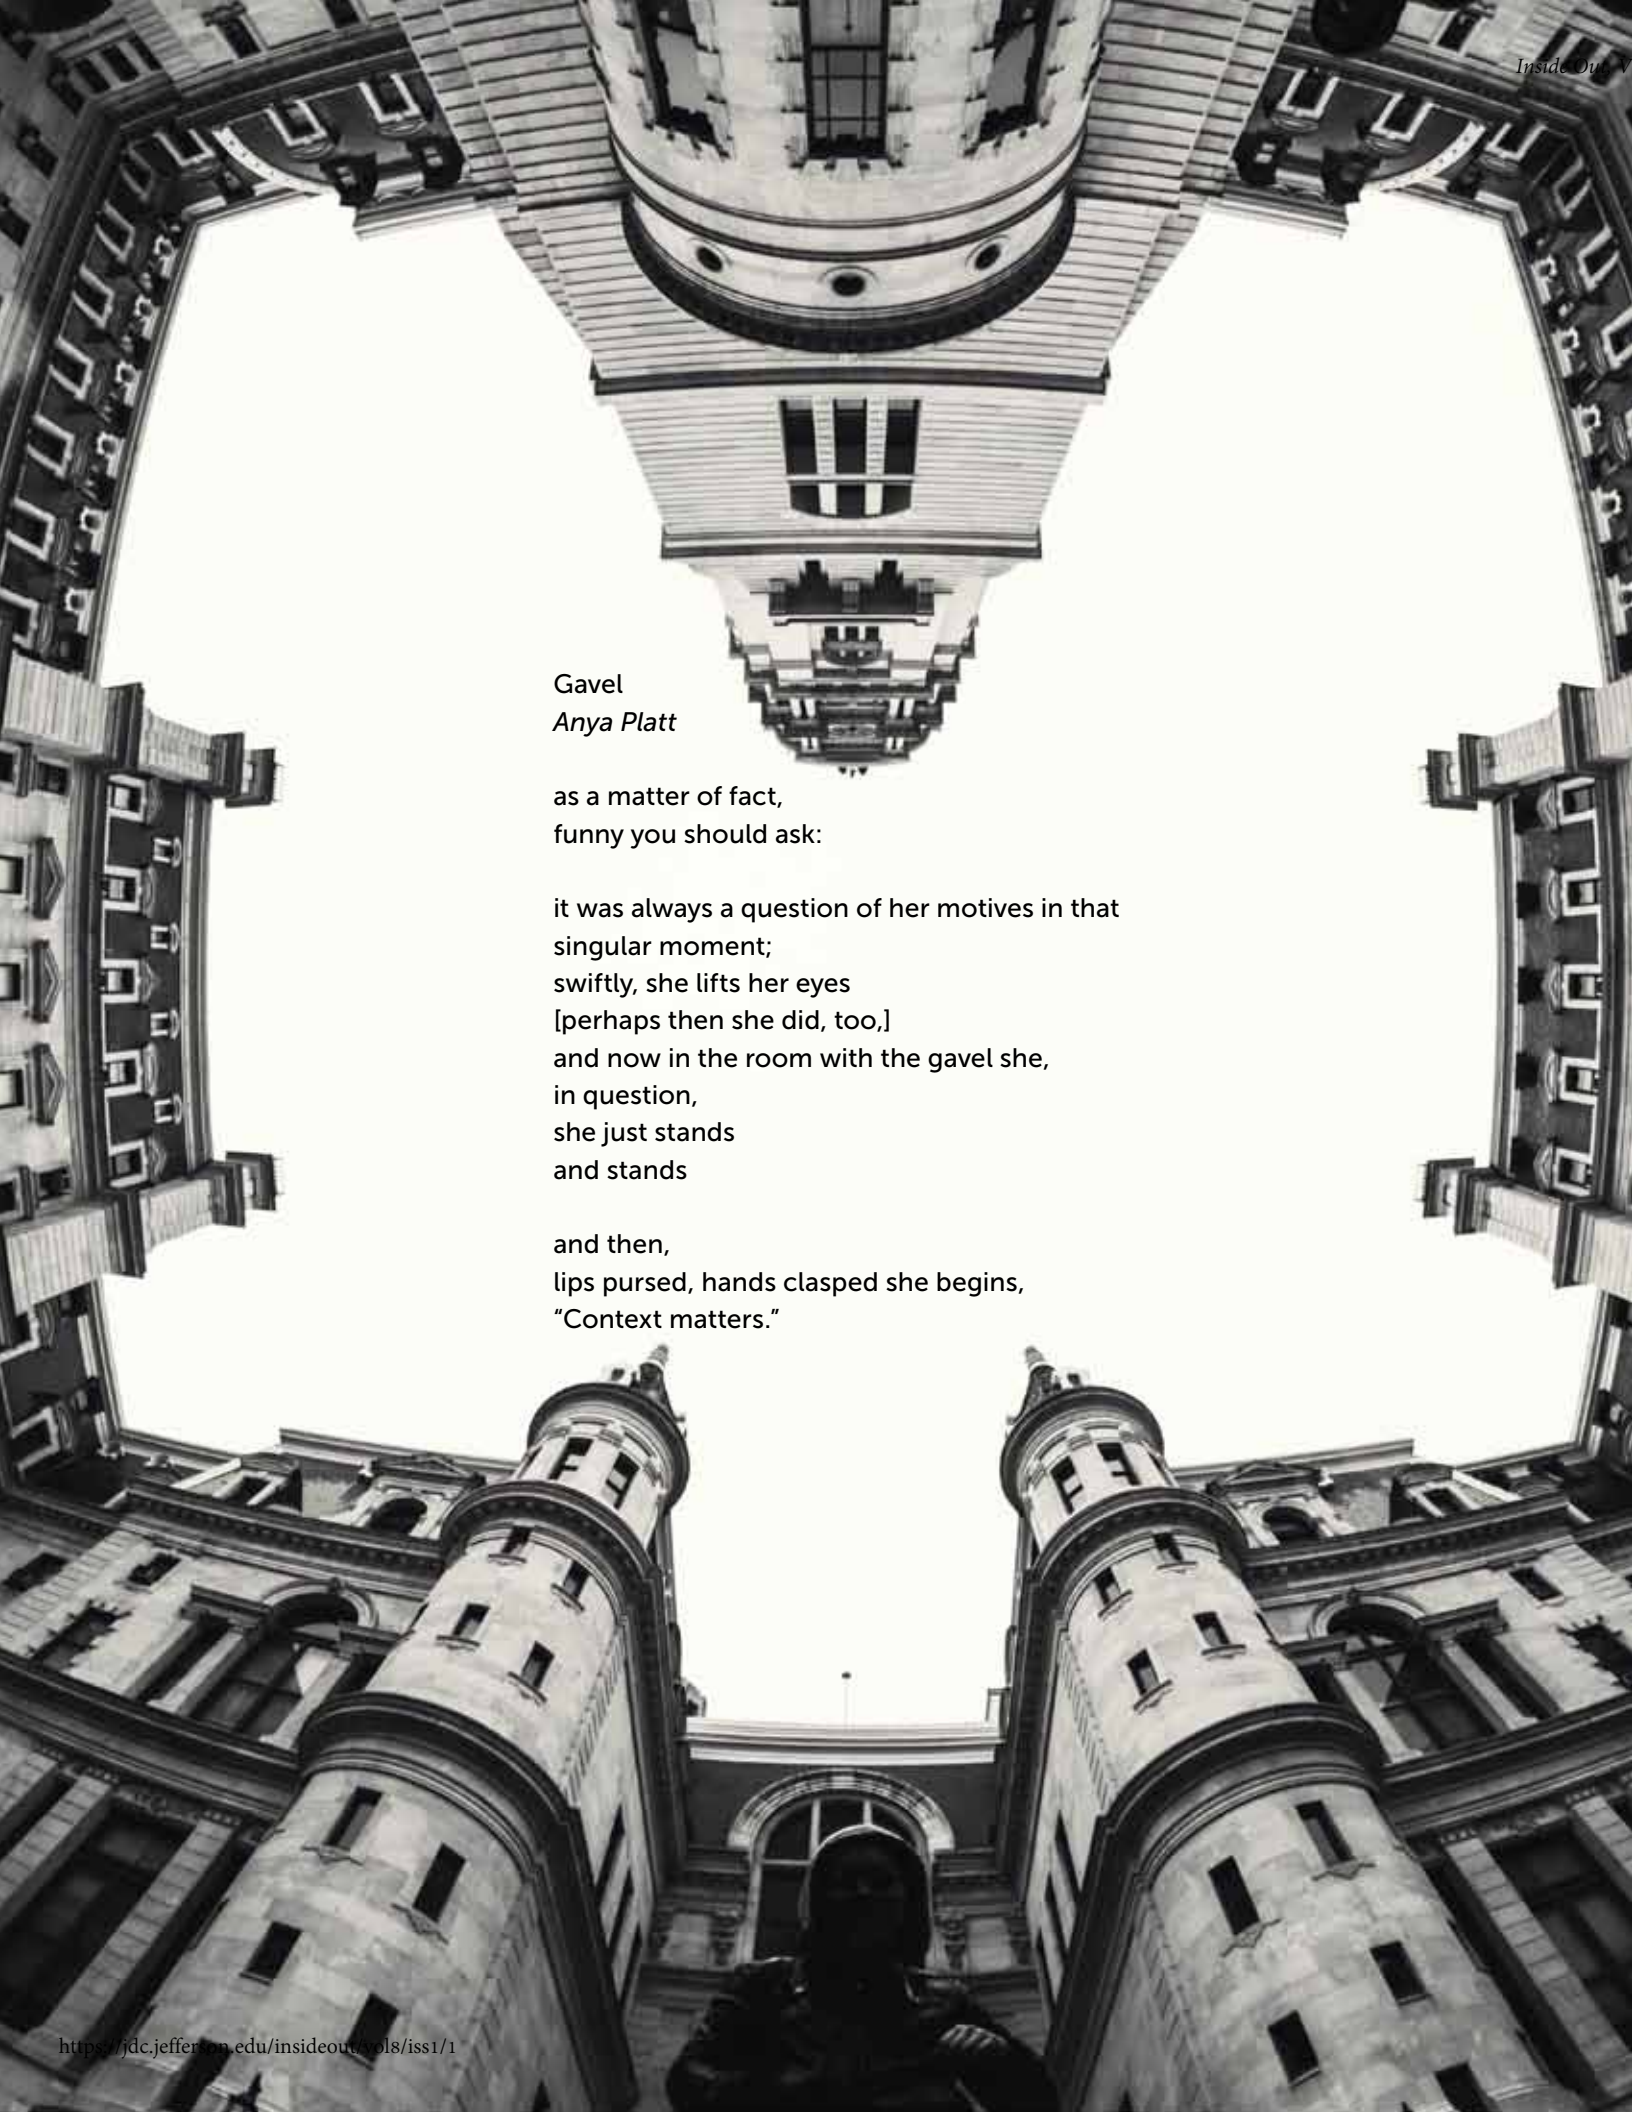 Inside Out, V
Gavel
Anya Platt
as a matter of fact,
funny you should ask:
it was always a question of her motives in that
singular moment;
swiftly, she lifts her eyes
[perhaps then she did, too,]
and now in the room with the gavel she,
in question,
she just stands
and stands
and then,
lips pursed, hands clasped she begins,
“Context matters.”
https://jdc.jefferson.edu/insideout/vol8/iss1/1